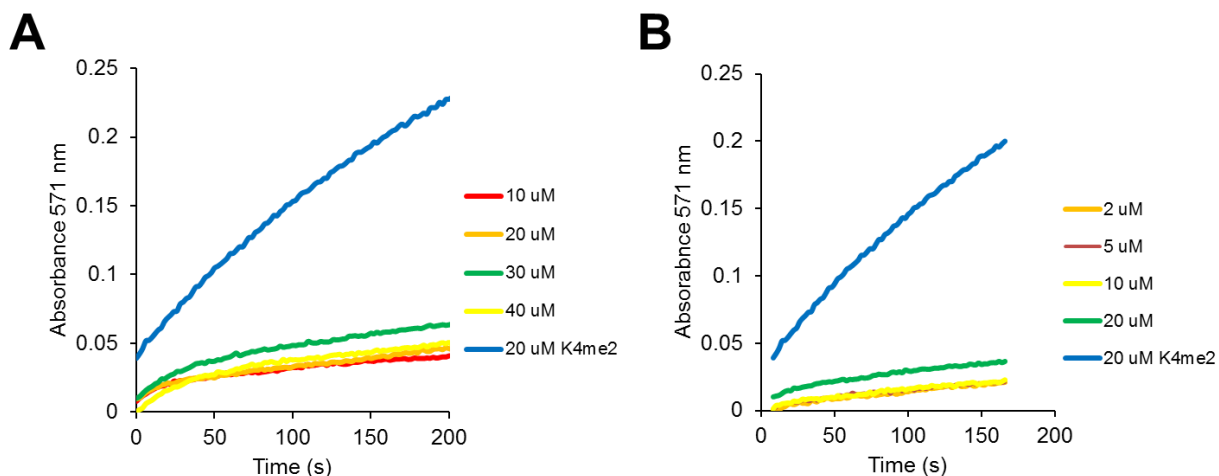 A
Absorbance 571 nm
0.25
0.2
0.15
0.1
0.05
0
0
50
100
150
200
Time (s)
10 uM
20 uM
30 uM
40 uM
20 uM K4me2
B
Absorabnce 571 nm
0.25
0.2
0.15
0.1
0.05
0
0
50
100
150
200
Time (s)
2 uM
5 uM
10 uM
20 uM
20 uM K4me2